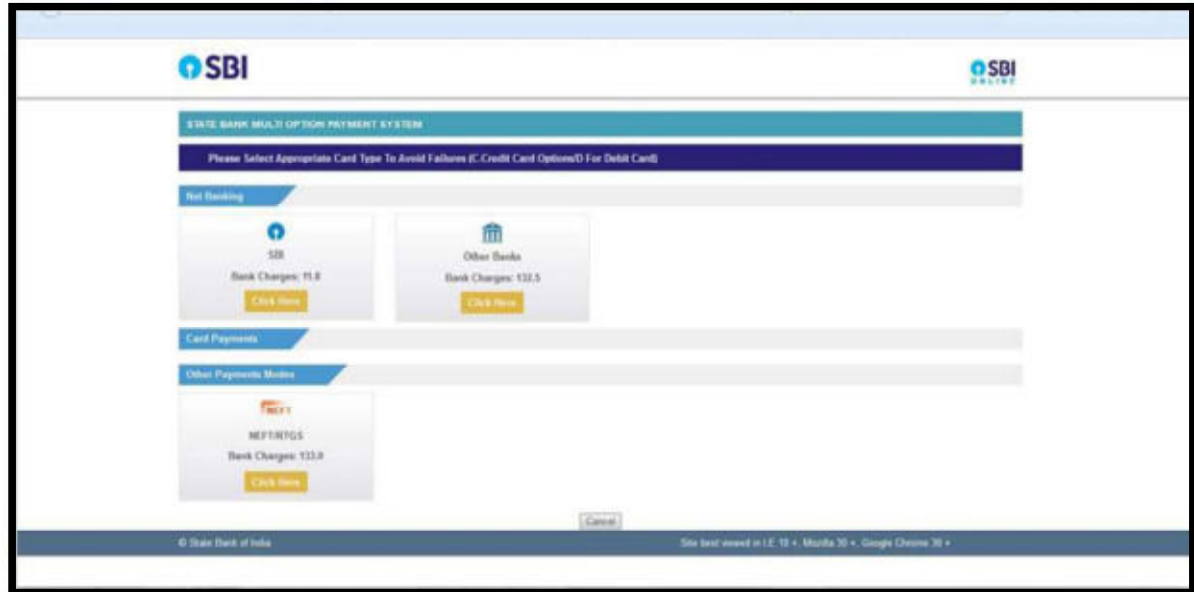 SBI
SBI
ONLINE
STATE BANK MULTI OPTION PAYMENT SYSTEM
Please Select Appropriate Card Type To Avoid Failures (C-Credit Card Options/D For Debit Card)
Net Banking
SBI
Bank Charges: 11.8
Click Here
Other Banks
Bank Charges: 132.5
Click Here
Card Payments
Other Payments Modes
NEFT
NEFT/RTGS
Bank Charges:
Click Here
Cancel
© State Bank of India
Site best viewed in I.E 10 +, Mozilla 30 +, Google Chrome 30 +